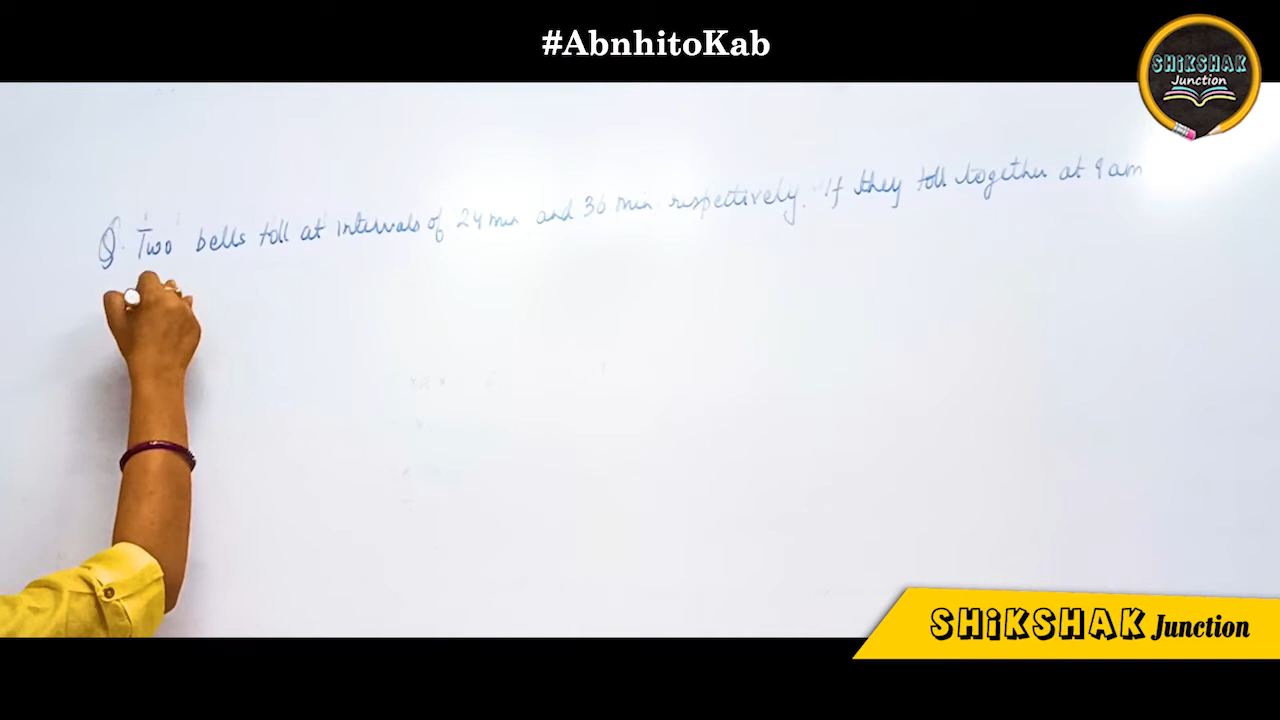 #AbnhitoKab
SHiKSHAK
Junction
Q. Two bells toll at intervals of 24 min and 36 min respectively. If they toll together at 9 am
SHiKSHAK Junction